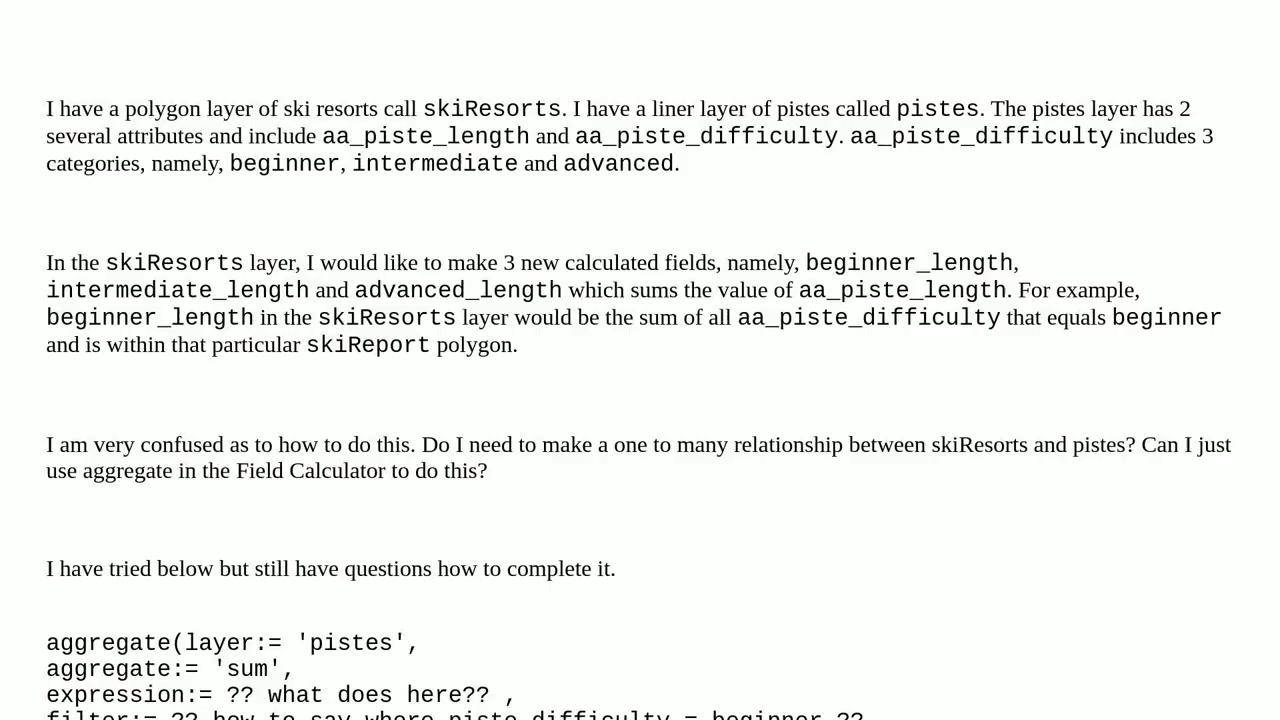 I have a polygon layer of ski resorts call skiResorts. I have a liner layer of pistes called pistes. The pistes layer has 2
several attributes and include aa_piste_length and aa_piste_difficulty. aa_piste_difficulty includes 3
categories, namely, beginner, intermediate and advanced.
In the skiResorts layer, I would like to make 3 new calculated fields, namely, beginner_length,
intermediate_length and advanced_length which sums the value of aa_piste_length. For example,
beginner_length in the skiResorts layer would be the sum of all aa_piste_difficulty that equals beginner
and is within that particular skiReport polygon.
I am very confused as to how to do this. Do I need to make a one to many relationship between skiResorts and pistes? Can I just
use aggregate in the Field Calculator to do this?
I have tried below but still have questions how to complete it.
aggregate(layer:= 'pistes',
aggregate:= 'sum',
expression:= ?? what does here?? ,
filter:= ?? how to say where piste_difficulty = beginner ??